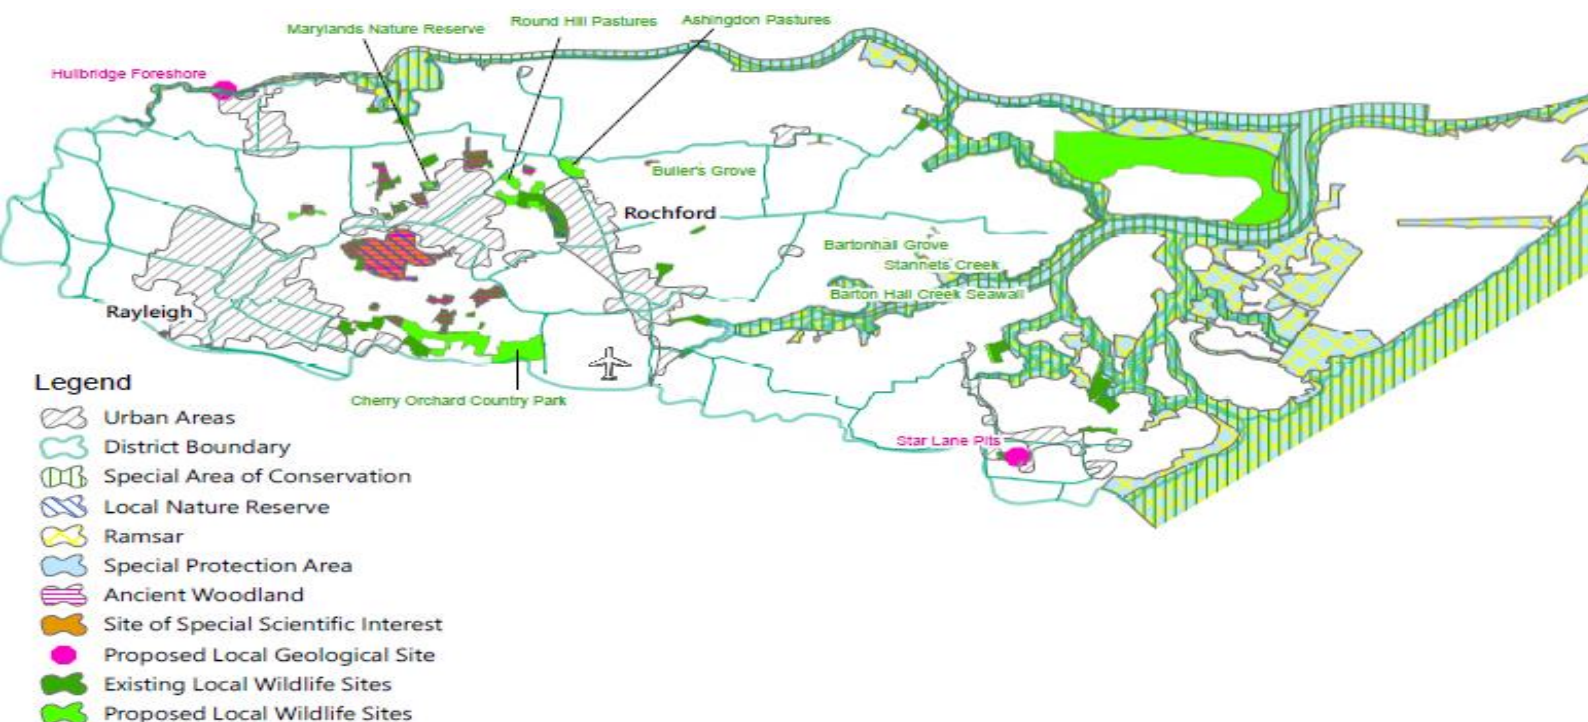 Marylands Nature Reserve
Round Hill Pastures
Ashingdon Pastures
Hullbridge Foreshore
Buller's Grove
Rochford
Bartonhall Grove
Stannets Creek
Barton Hall Creek Seawall
Rayleigh
Cherry Orchard Country Park
Star Lane Pits
Legend
Urban Areas
District Boundary
Special Area of Conservation
Local Nature Reserve
Ramsar
Special Protection Area
Ancient Woodland
Site of Special Scientific Interest
Proposed Local Geological Site
Existing Local Wildlife Sites
Proposed Local Wildlife Sites